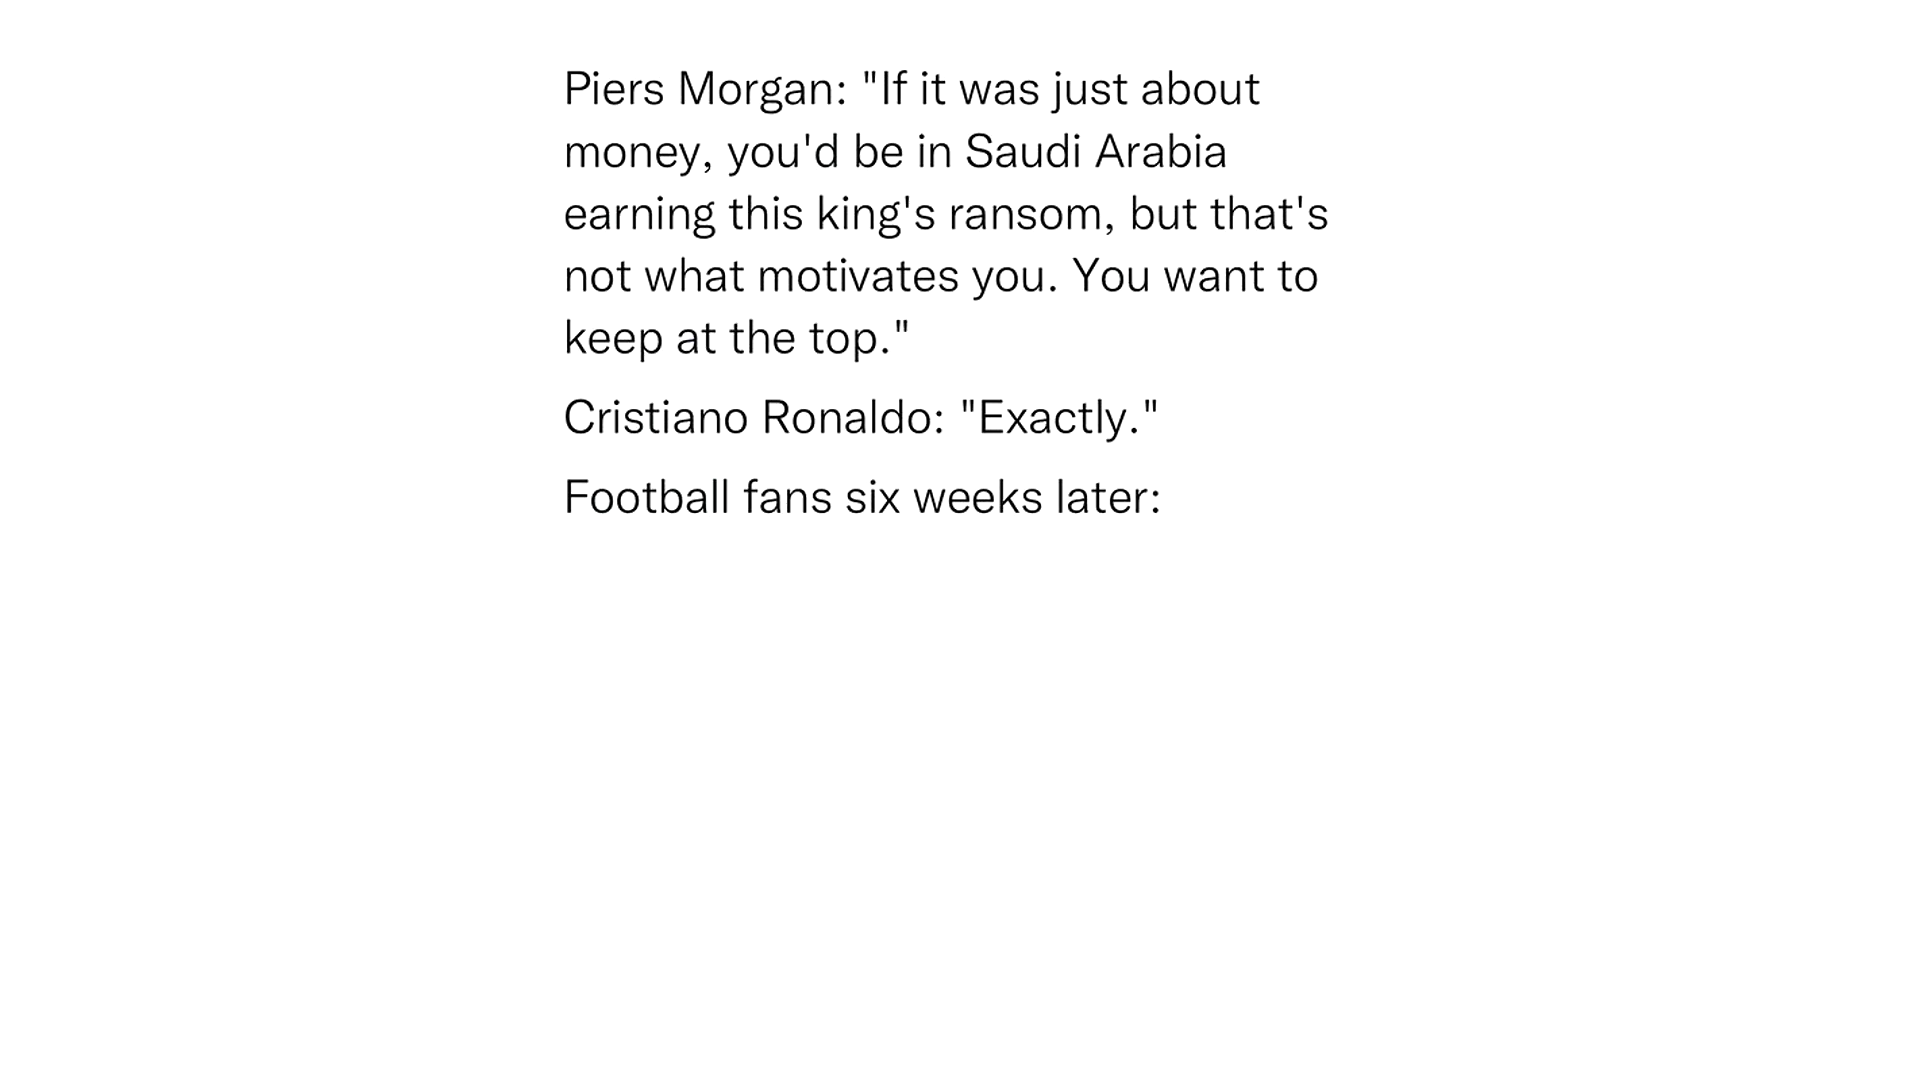 Piers Morgan: "If it was just about
money, you'd be in Saudi Arabia
earning this king's ransom, but that's
not what motivates you. You want to
keep at the top."
Cristiano Ronaldo: "Exactly."
Football fans six weeks later: